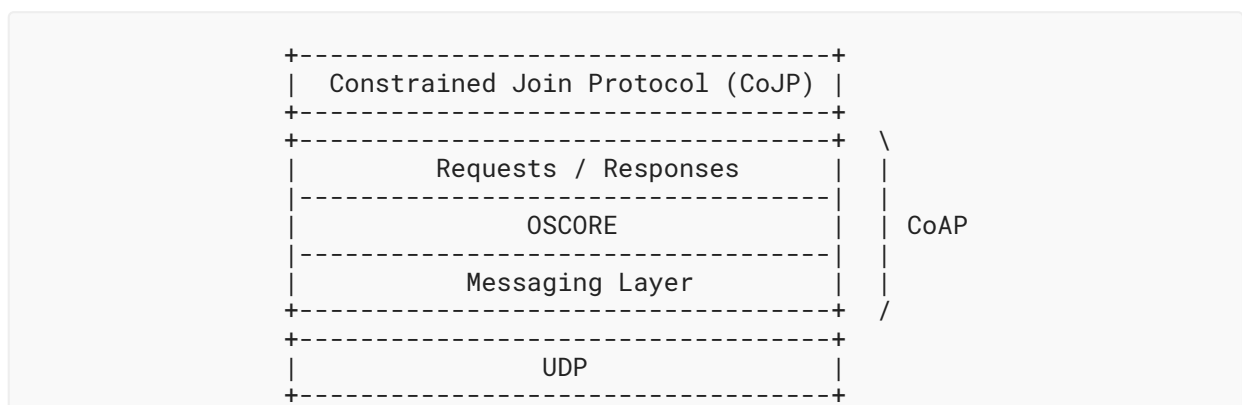 +-----------------------------------+
|  Constrained Join Protocol (CoJP) |
+-----------------------------------+
+-----------------------------------+  \
|         Requests / Responses      |  |
|-----------------------------------|  |
|               OSCORE              |  | CoAP
|-----------------------------------|  |
|           Messaging Layer         |  |
+-----------------------------------+  /
+-----------------------------------+
|                UDP                |
+-----------------------------------+